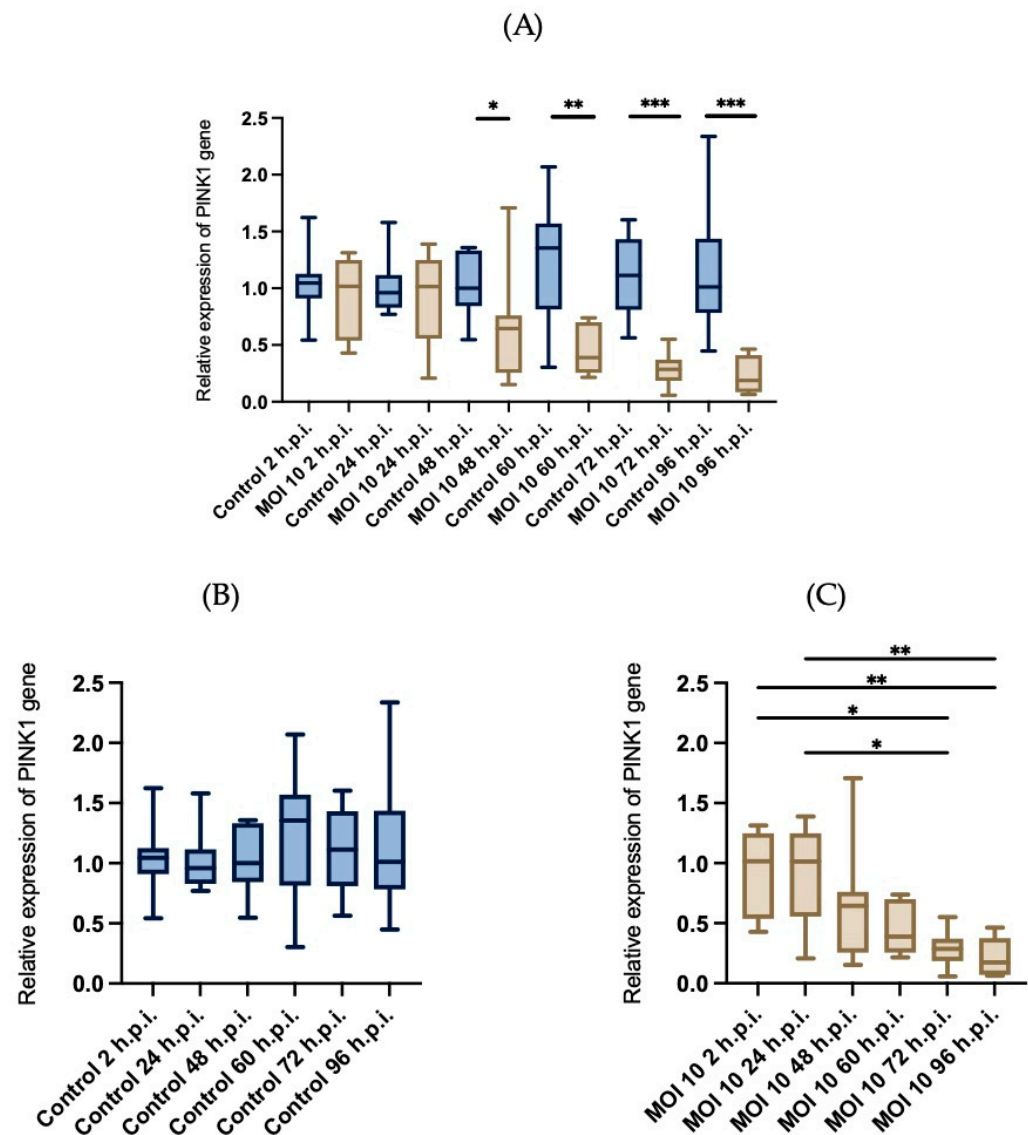 (A)
Relative expression of PINK1 gene
2.5
2.0
1.5
1.0
0.5
0.0
*
**
***
***
Control 2 h.p.i.
MOI 10 2 h.p.i.
Control 24 h.p.i.
MOI 10 24 h.p.i.
Control 48 h.p.i.
MOI 10 48 h.p.i.
Control 60 h.p.i.
MOI 10 60 h.p.i.
Control 72 h.p.i.
MOI 10 72 h.p.i.
Control 96 h.p.i.
MOI 10 96 h.p.i.
(B)
Relative expression of PINK1 gene
2.5
2.0
1.5
1.0
0.5
0.0
Control 2 h.p.i.
Control 24 h.p.i.
Control 48 h.p.i.
Control 60 h.p.i.
Control 72 h.p.i.
Control 96 h.p.i.
(C)
Relative expression of PINK1 gene
2.5
2.0
1.5
1.0
0.5
0.0
**
**
*
*
MOI 10 2 h.p.i.
MOI 10 24 h.p.i.
MOI 10 48 h.p.i.
MOI 10 60 h.p.i.
MOI 10 72 h.p.i.
MOI 10 96 h.p.i.